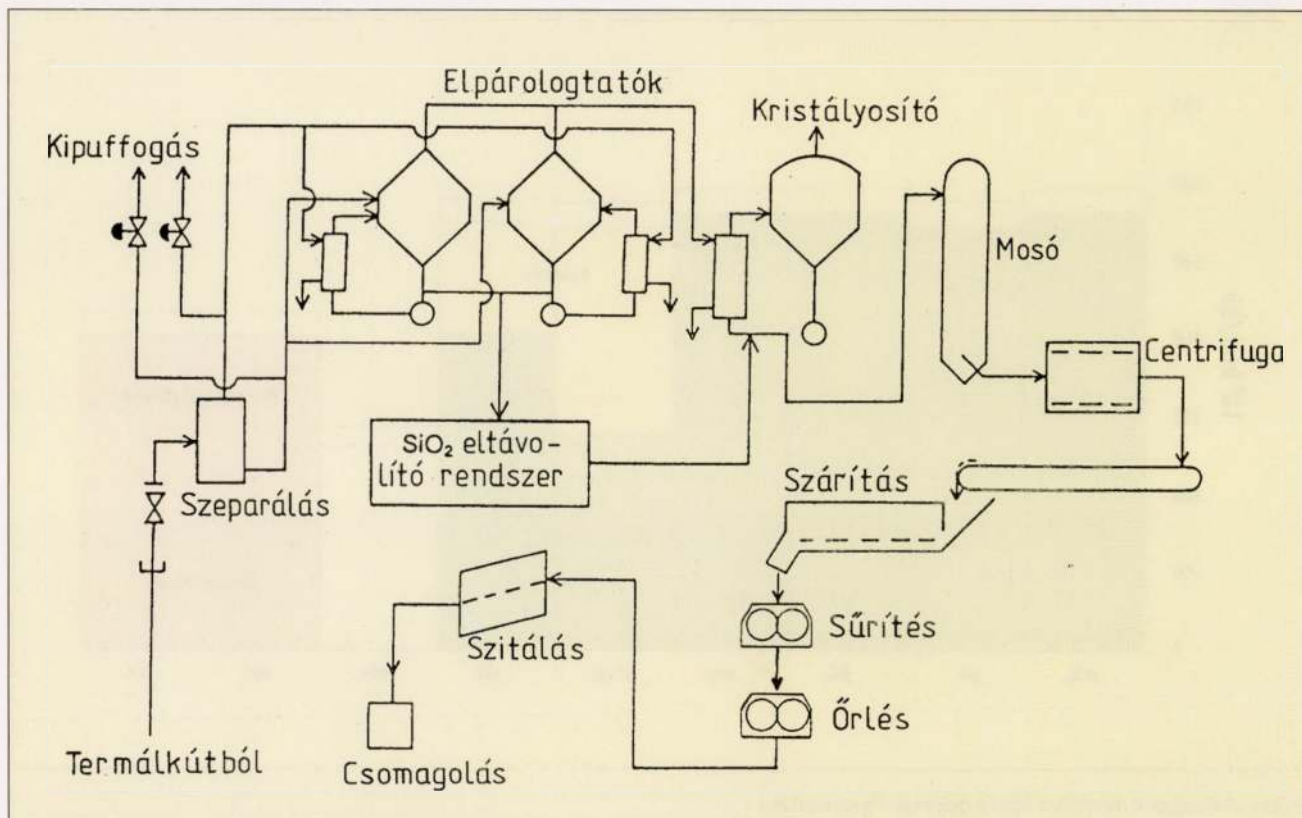 Elpárologtatók
Kristályosító
Kipuffogás
Mosó
Centrifuga
SiO₂ eltávo-
lító rendszer
Szárítás
Szeparálás
Sűrítés
Szitálás
Őrlés
Termálkútból
Csomagolás